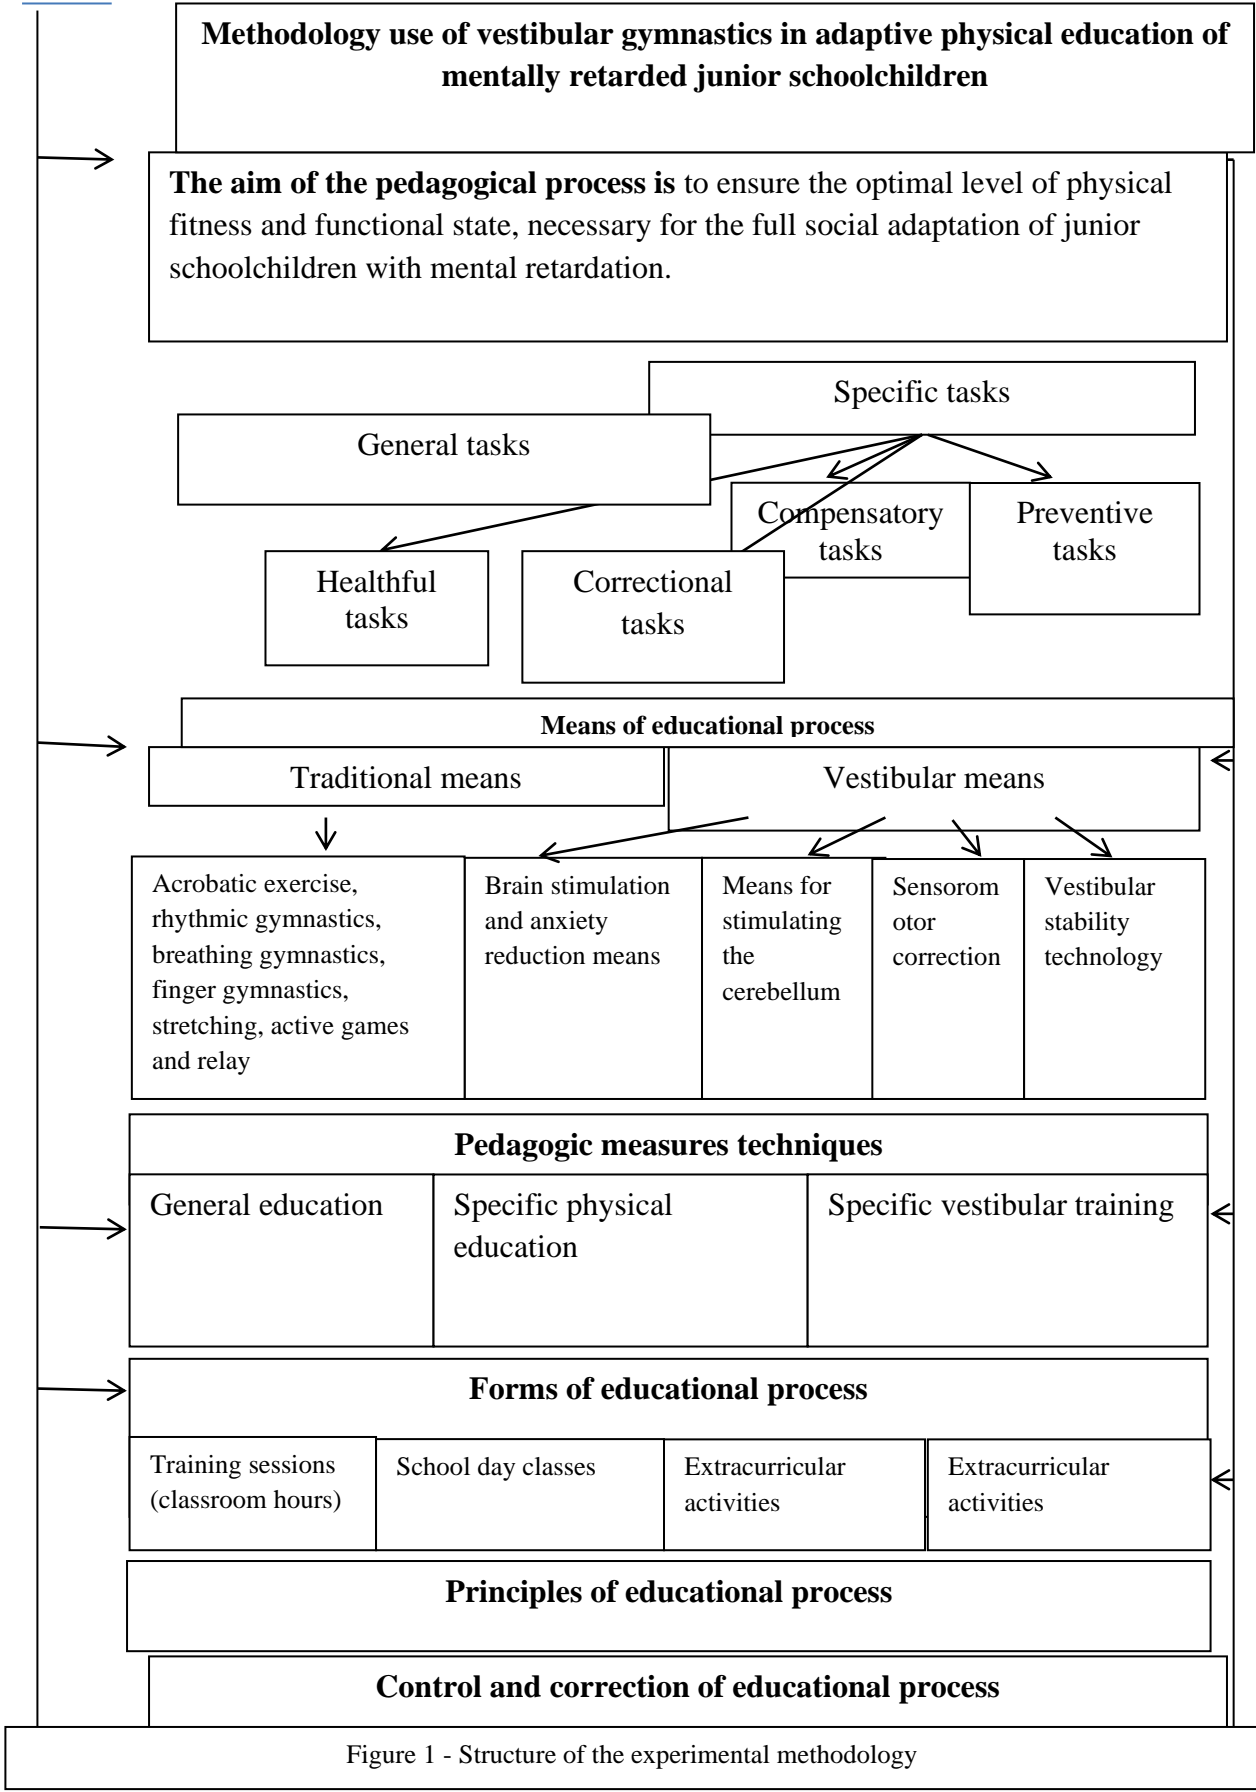 Methodology use of vestibular gymnastics in adaptive physical education of
mentally retarded junior schoolchildren
The aim of the pedagogical process is to ensure the optimal level of physical
fitness and functional state, necessary for the full social adaptation of junior
schoolchildren with mental retardation.
Specific tasks
General tasks
Compensatory
tasks
Preventive
tasks
Healthful
tasks
Correctional
tasks
Means of educational process
Traditional means
Vestibular means
Acrobatic exercise,
rhythmic gymnastics,
breathing gymnastics,
finger gymnastics,
stretching, active games
and relay
Brain stimulation
and anxiety
reduction means
Means for
stimulating
the
cerebellum
Sensorom
otor
correction
Vestibular
stability
technology
Pedagogic measures techniques
General education
Specific physical
education
Specific vestibular training
Forms of educational process
Training sessions
(classroom hours)
School day classes
Extracurricular
activities
Extracurricular
activities
Principles of educational process
Control and correction of educational process
Figure 1 - Structure of the experimental methodology